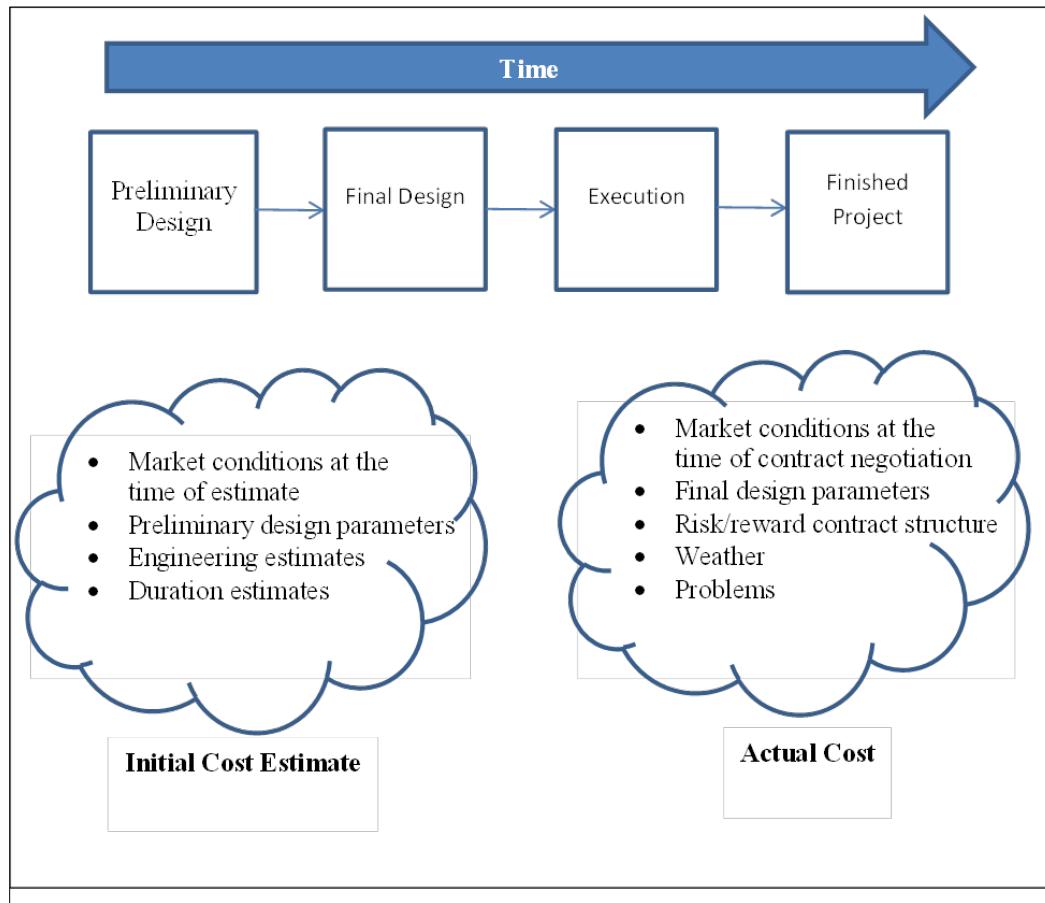 Time
Preliminary
Design
Final Design
Execution
Finished
Project
• Market conditions at the
time of estimate
• Preliminary design parameters
• Engineering estimates
• Duration estimates
Initial Cost Estimate
• Market conditions at the
time of contract negotiation
• Final design parameters
• Risk/reward contract structure
• Weather
• Problems
Actual Cost